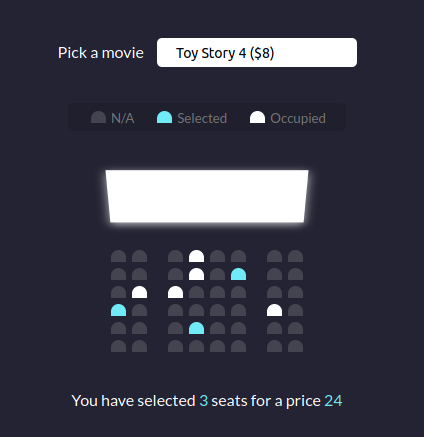 Pick a movie Toy Story 4 ($8)
N/A Selected Occupied
You have selected 3 seats for a price 24